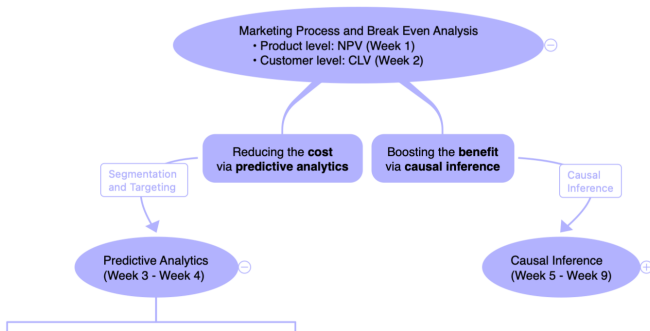 Marketing Process and Break Even Analysis
• Product level: NPV (Week 1)
• Customer level: CLV (Week 2)
Reducing the cost
via predictive analytics
Boosting the benefit
via causal inference
Segmentation
and Targeting
Causal
Inference
Predictive Analytics
(Week 3 - Week 4)
Causal Inference
(Week 5 - Week 9)